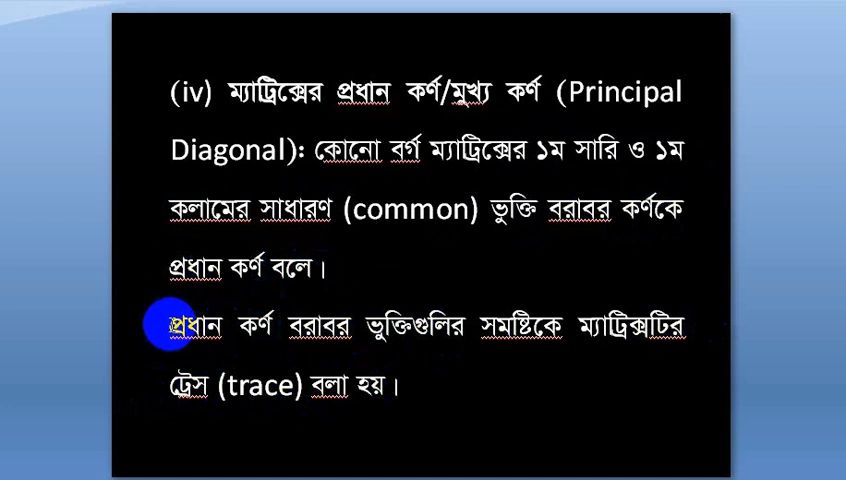 (iv) ম্যাট্রিক্সের প্রধান কর্ণ/মুখ্য কর্ণ (Principal
Diagonal): কোনো বর্গ ম্যাট্রিক্সের ১ম সারি ও ১ম
কলামের সাধারণ (common) ভুক্তি বরাবর কর্ণকে
প্রধান কর্ণ বলে।
প্রধান কর্ণ বরাবর ভুক্তিগুলির সমষ্টিকে ম্যাট্রিক্সটির
ট্রেস (trace) বলা হয়।